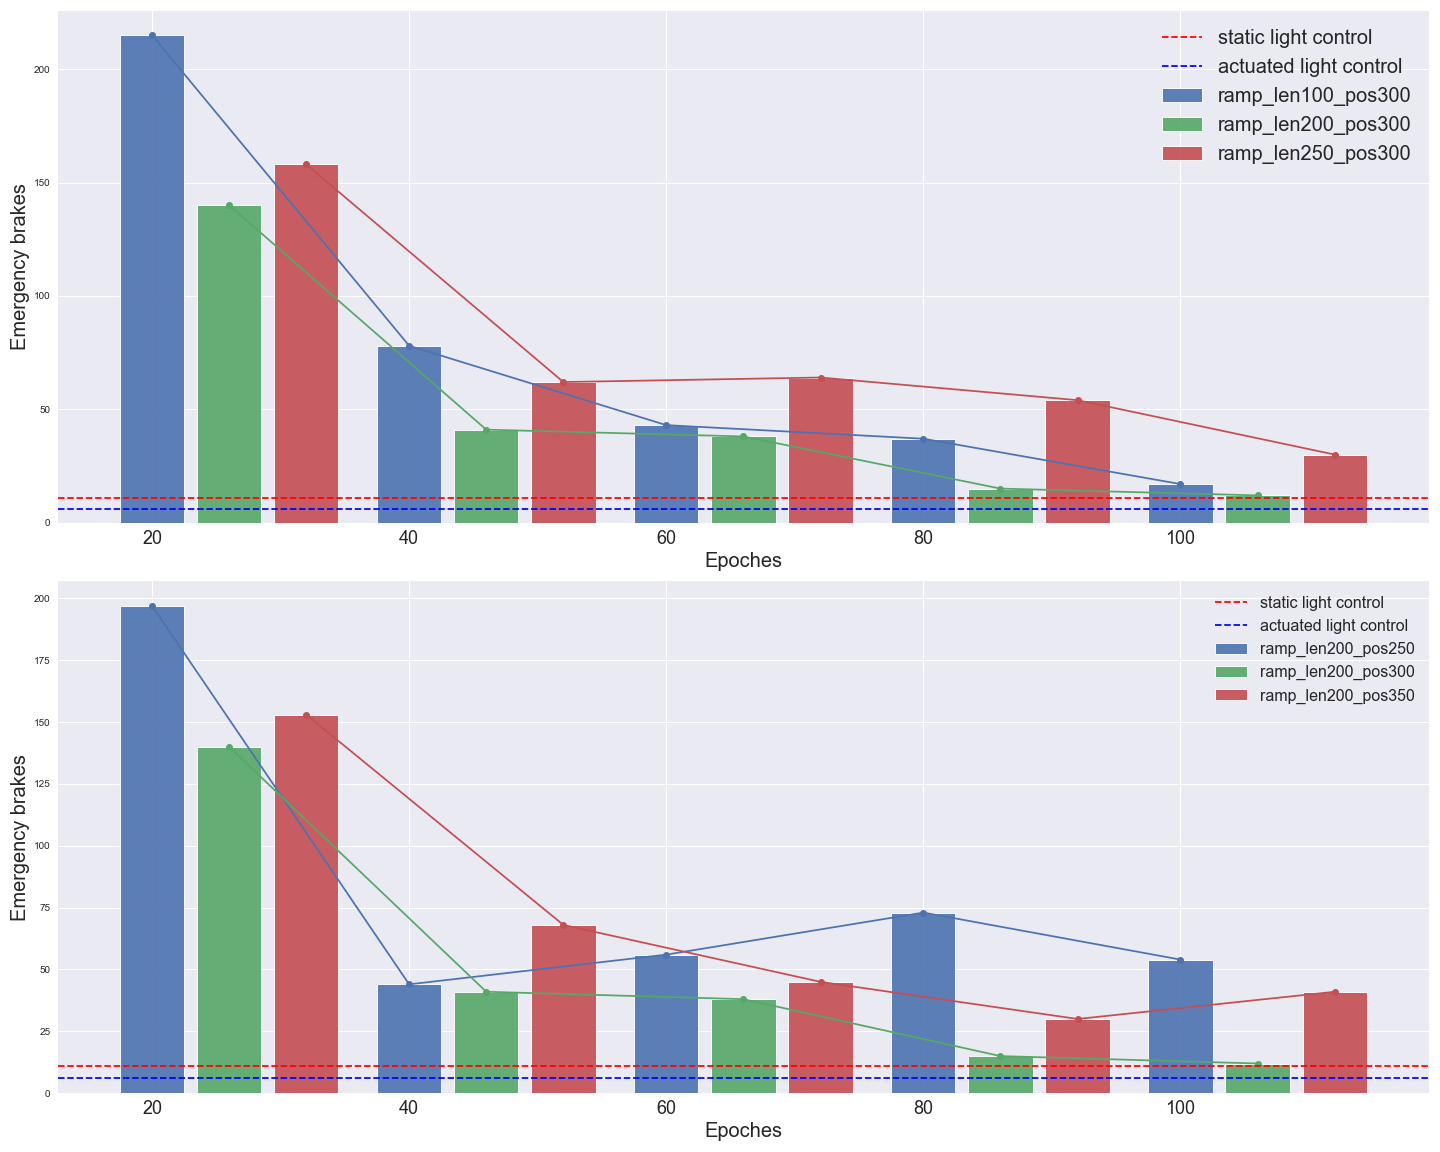 static light control
actuated light control
ramp_len100_pos300
ramp_len200_pos300
ramp_len250_pos300
200
150
100
50
0
Emergency brakes
20 40 60 80 100
Epoches
static light control
actuated light control
ramp_len200_pos250
ramp_len200_pos300
ramp_len200_pos350
200
175
150
125
100
75
50
25
0
Emergency brakes
20 40 60 80 100
Epoches